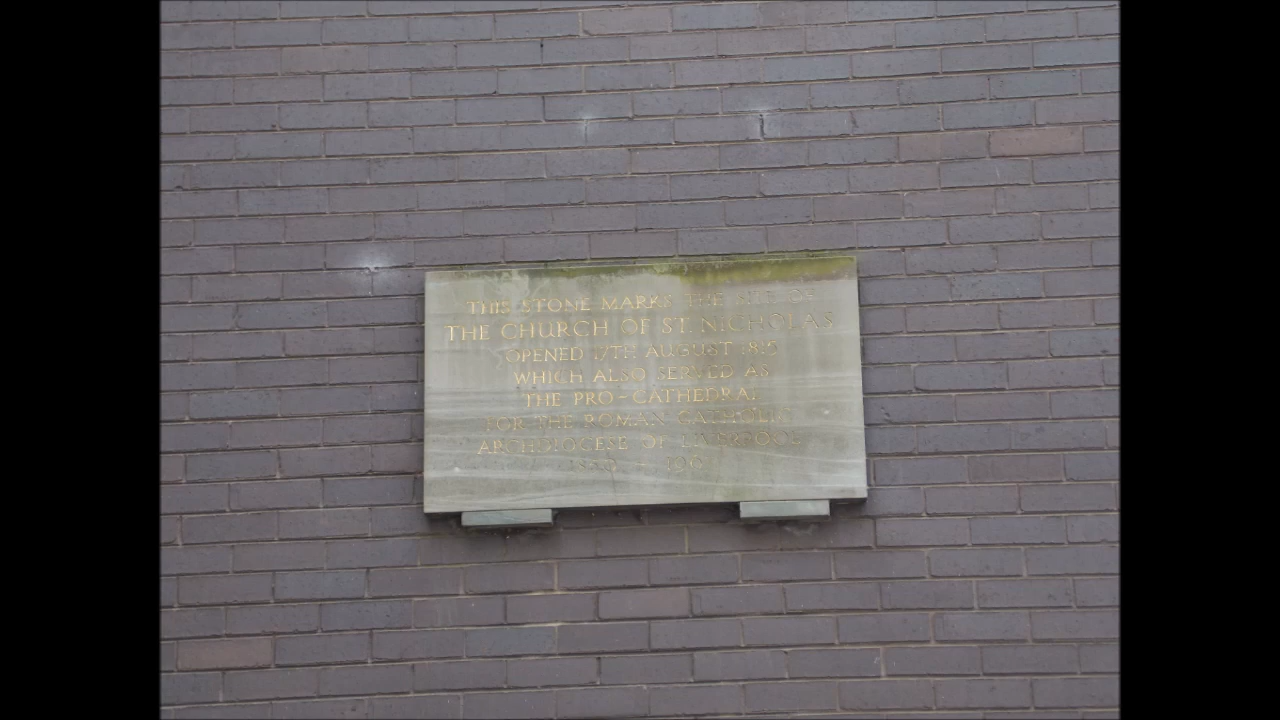 THIS STONE MARKS THE SITE OF
THE CHURCH OF ST. NICHOLAS
OPENED 17TH AUGUST 1815
WHICH ALSO SERVED AS
THE PRO-CATHEDRAL
FOR THE ROMAN CATHOLIC
ARCHDIOCESE OF LIVERPOOL